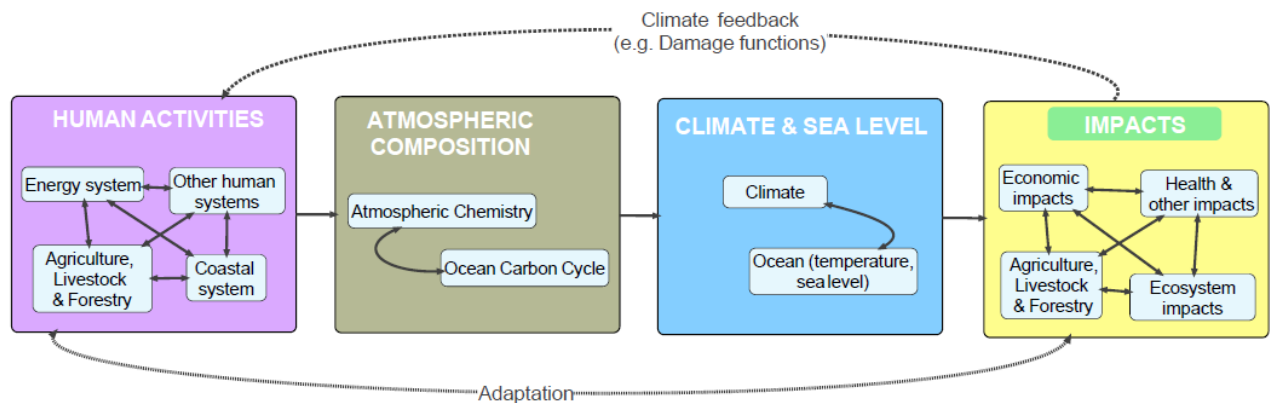 Climate feedback
(e.g. Damage functions)
HUMAN ACTIVITIES
Energy system
Other human
systems
Agriculture,
Livestock
& Forestry
Coastal
system
ATMOSPHERIC
COMPOSITION
Atmospheric Chemistry
Ocean Carbon Cycle
CLIMATE & SEA LEVEL
Climate
Ocean (temperature,
sea level)
IMPACTS
Economic
impacts
Health &
other impacts
Agriculture,
Livestock
& Forestry
Ecosystem
impacts
Adaptation